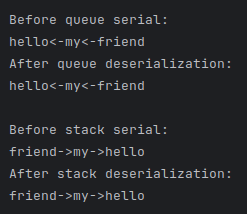 Before queue serial:
hello<-my<-friend
After queue deserialization:
hello<-my<-friend
Before stack serial:
friend->my->hello
After stack deserialization:
friend->my->hello